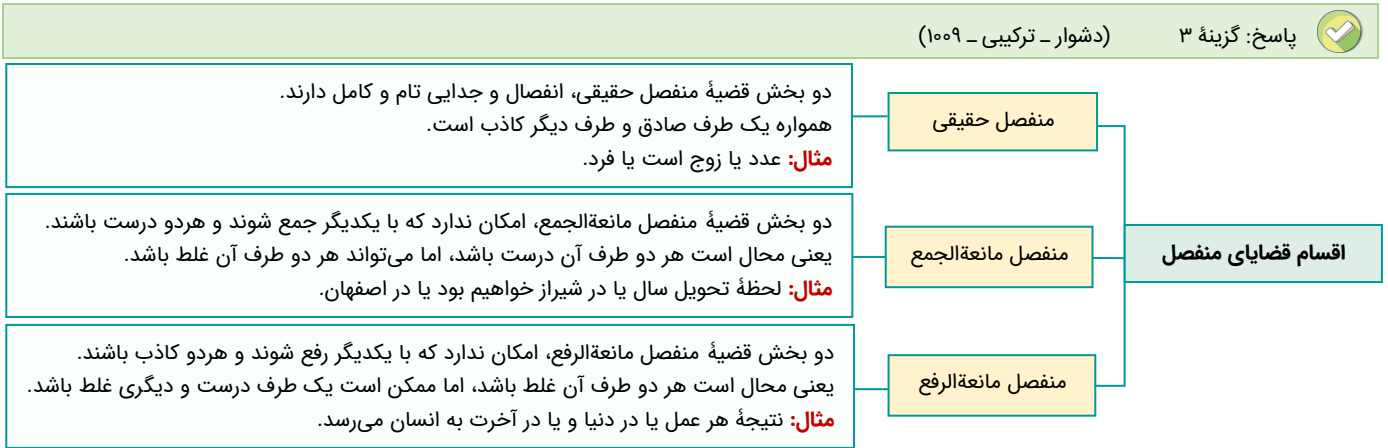 پاسخ: گزینهٔ ۳ (دشوار ـ ترکیبی ـ ۱۰۰۹)
اقسام قضایای منفصل
منفصل حقیقی
دو بخش قضیهٔ منفصل حقیقی، انفصال و جدایی تام و کامل دارند.
همواره یک طرف صادق و طرف دیگر کاذب است.
مثال: عدد یا زوج است یا فرد.
منفصل مانعةالجمع
دو بخش قضیهٔ منفصل مانعةالجمع، امکان ندارد که با یکدیگر جمع شوند و هردو درست باشند.
یعنی محال است هر دو طرف آن درست باشد، اما می‌تواند هر دو طرف آن غلط باشد.
مثال: لحظهٔ تحویل سال یا در شیراز خواهیم بود یا در اصفهان.
منفصل مانعةالرفع
دو بخش قضیهٔ منفصل مانعةالرفع، امکان ندارد که با یکدیگر رفع شوند و هردو کاذب باشند.
یعنی محال است هر دو طرف آن غلط باشد، اما ممکن است یک طرف درست و دیگری غلط باشد.
مثال: نتیجهٔ هر عمل یا در دنیا و یا در آخرت به انسان می‌رسد.